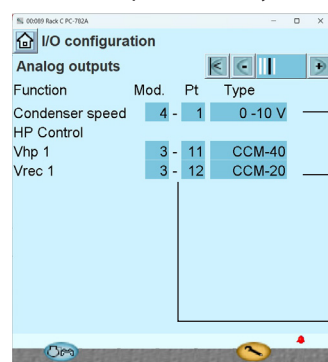 00:089 Rack C PC-782A
I/O configuration
Analog outputs
Function Mod. Pt Type
Condenser speed 4 - 1 0 -10 V
HP Control
Vhp 1 3 - 11 CCM-40
Vrec 1 3 - 12 CCM-20